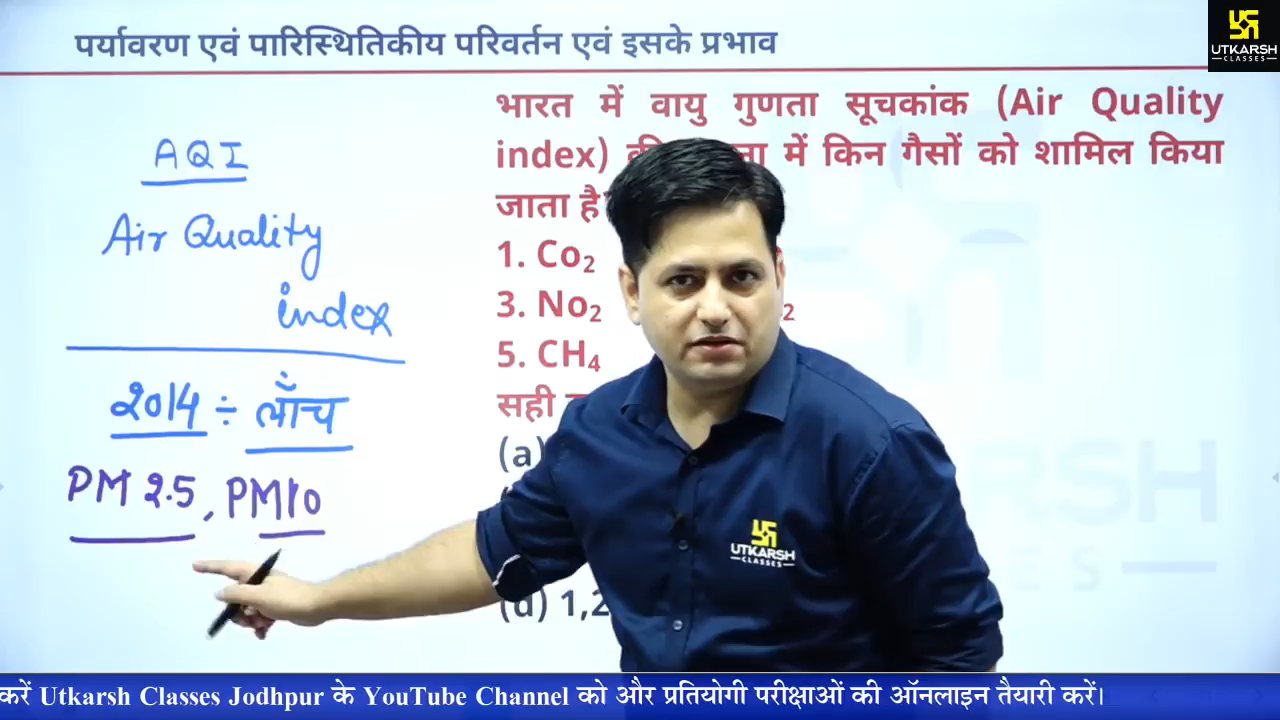 पर्यावरण एवं पारिस्थितिकीय परिवर्तन एवं इसके प्रभाव
UTKARSH
CLASSES
AQI
Air Quality
index
2014 ÷ लाँच
PM 2.5, PM10
भारत में वायु गुणता सूचकांक (Air Quality
index) में किन गैसों को शामिल किया
जाता है
1. Co₂
3. No₂ ₂
5. CH₄
सही
(a)
(d) 1,2
UTKARSH
CLASSES
करें Utkarsh Classes Jodhpur के YouTube Channel को और प्रतियोगी परीक्षाओं की ऑनलाइन तैयारी करें।